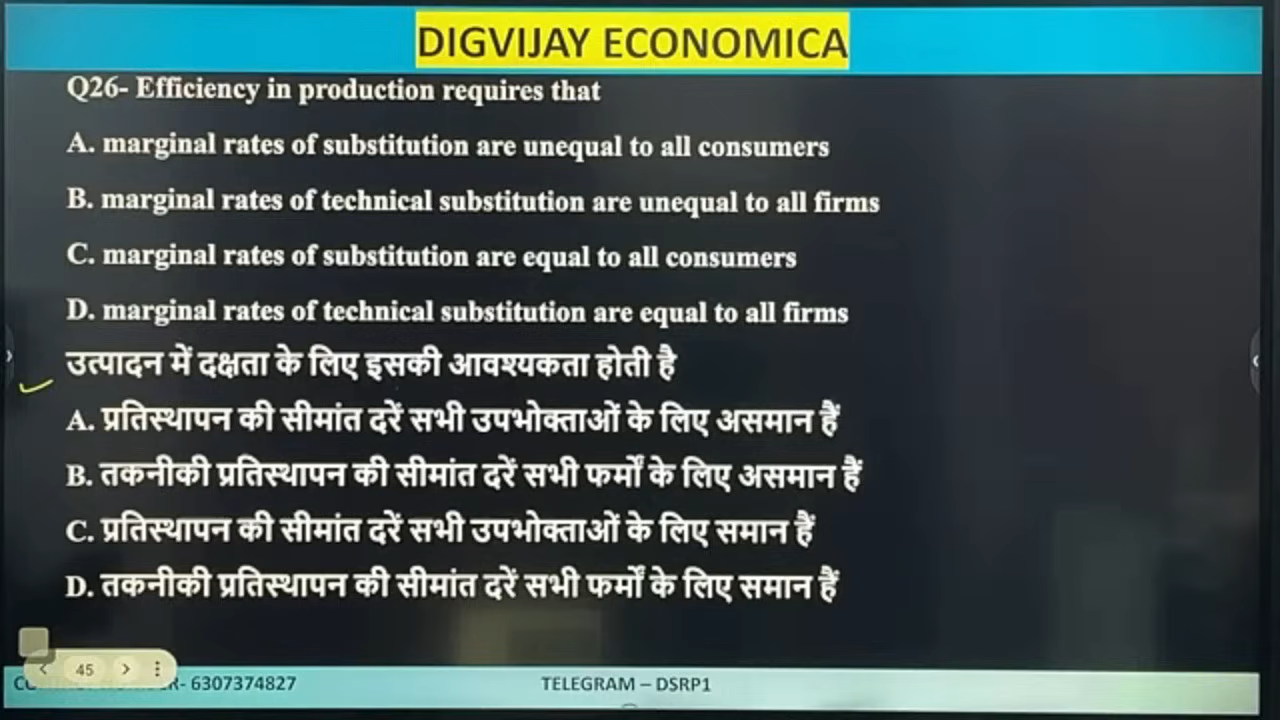 DIGVIJAY ECONOMICA
Q26- Efficiency in production requires that
A. marginal rates of substitution are unequal to all consumers
B. marginal rates of technical substitution are unequal to all firms
C. marginal rates of substitution are equal to all consumers
D. marginal rates of technical substitution are equal to all firms
उत्पादन में दक्षता के लिए इसकी आवश्यकता होती है
A. प्रतिस्थापन की सीमांत दरें सभी उपभोक्ताओं के लिए असमान हैं
B. तकनीकी प्रतिस्थापन की सीमांत दरें सभी फर्मों के लिए असमान हैं
C. प्रतिस्थापन की सीमांत दरें सभी उपभोक्ताओं के लिए समान हैं
D. तकनीकी प्रतिस्थापन की सीमांत दरें सभी फर्मों के लिए समान हैं
45
6307374827 TELEGRAM – DSRP1